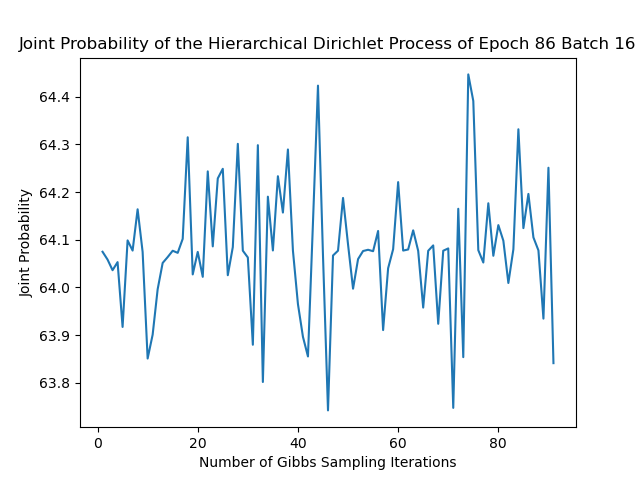 Joint Probability of the Hierarchical Dirichlet Process of Epoch 86 Batch 16
64.4
64.3
64.2
64.1
64.0
63.9
63.8
Joint Probability
0 20 40 60 80
Number of Gibbs Sampling Iterations